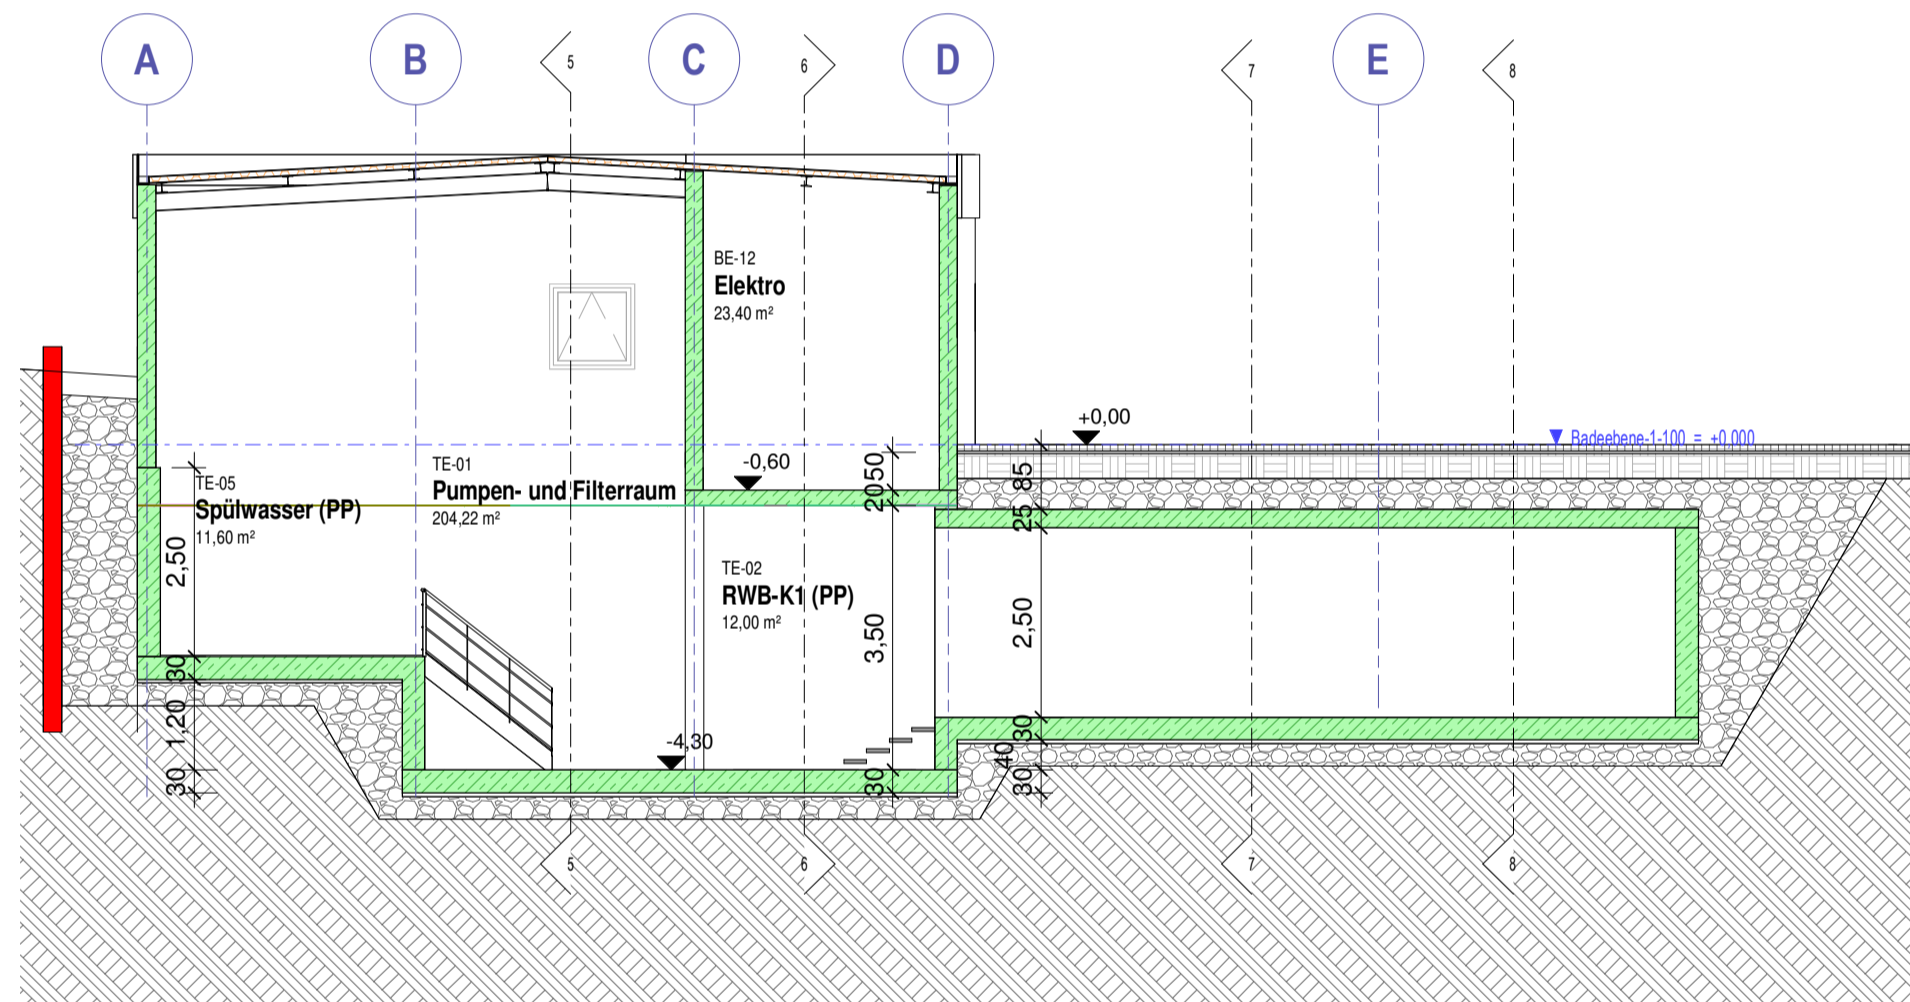 A
B
5
C
6
D
7
E
8
BE-12
Elektro
23,40 m²
+0,00
Badeebene-1-100 = +0.000
TE-01
Pumpen- und Filterraum
204,22 m²
-0,60
50
20
85
25
TE-05
Spülwasser (PP)
11,60 m²
2,50
TE-02
RWB-K1 (PP)
12,00 m²
3,50
2,50
30
1,20
30
-4,30
30
30
40
30
5
6
7
8